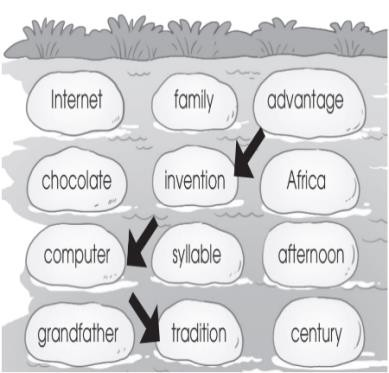 Internet family advantage
chocolate invention Africa
computer syllable afternoon
grandfather tradition century